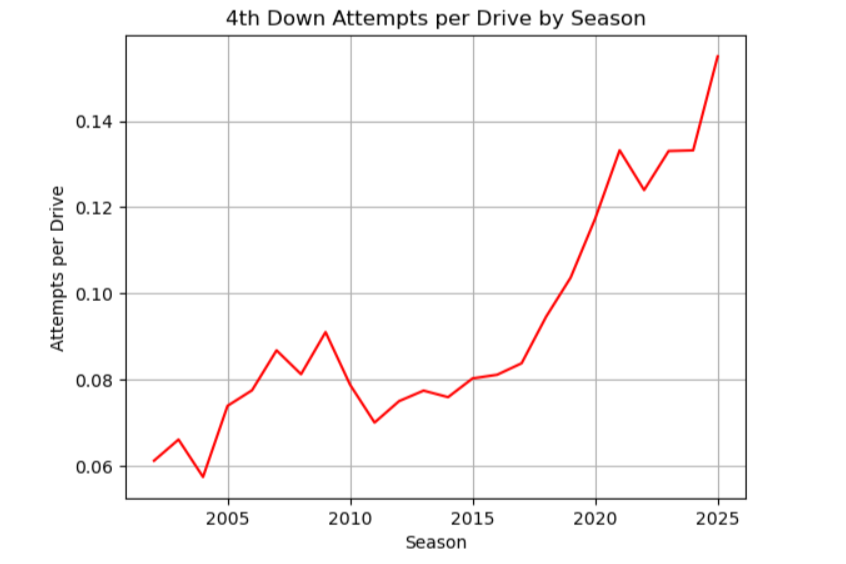 4th Down Attempts per Drive by Season
Attempts per Drive
0.14
0.12
0.10
0.08
0.06
2005 2010 2015 2020 2025
Season